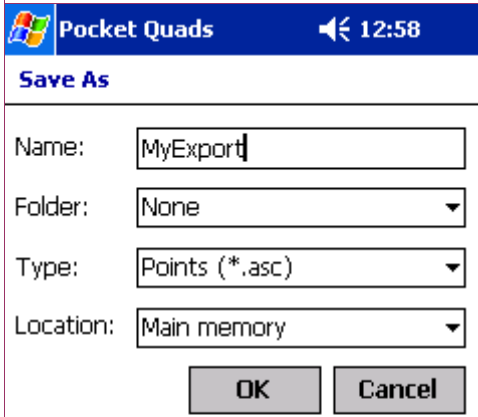 Pocket Quads 12:58
Save As
Name: MyExport
Folder: None
Type: Points (*.asc)
Location: Main memory
OK Cancel